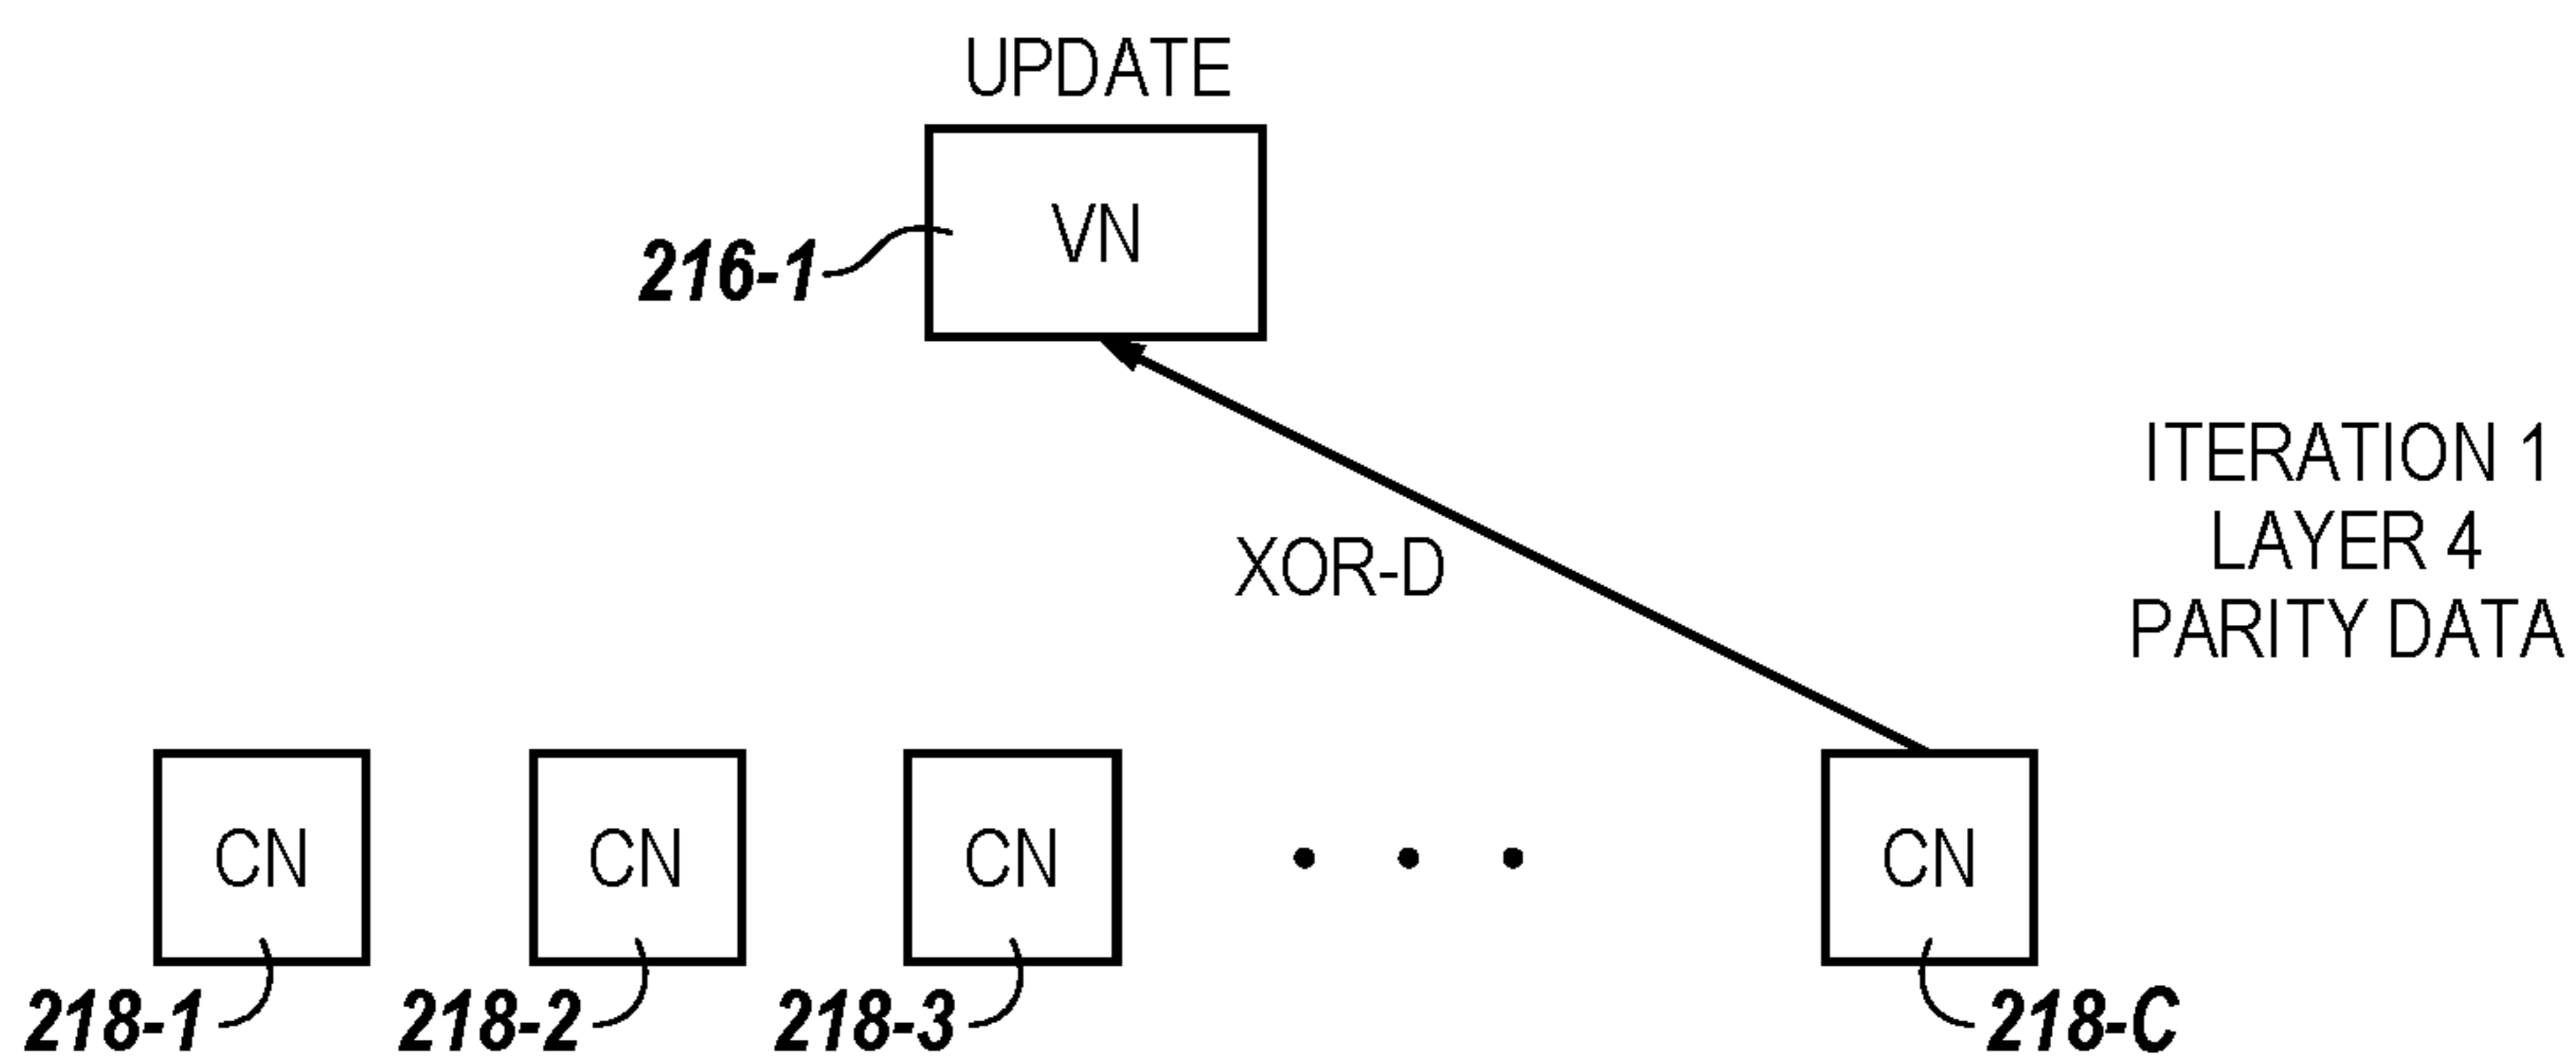 UPDATE
VN
216-1
ITERATION 1
LAYER 4
PARITY DATA
XOR-D
CN
CN
CN
CN
218-1
218-2
218-3
218-C